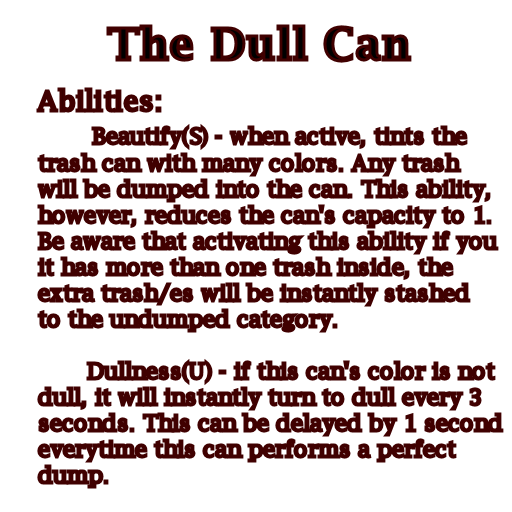 The Dull Can
Abilities:
Beautify(S) - when active, tints the
trash can with many colors. Any trash
will be dumped into the can. This ability,
however, reduces the can's capacity to 1.
Be aware that activating this ability if you
it has more than one trash inside, the
extra trash/es will be instantly stashed
to the undumped category.
Dullness(U) - if this can's color is not
dull, it will instantly turn to dull every 3
seconds. This can be delayed by 1 second
everytime this can performs a perfect
dump.